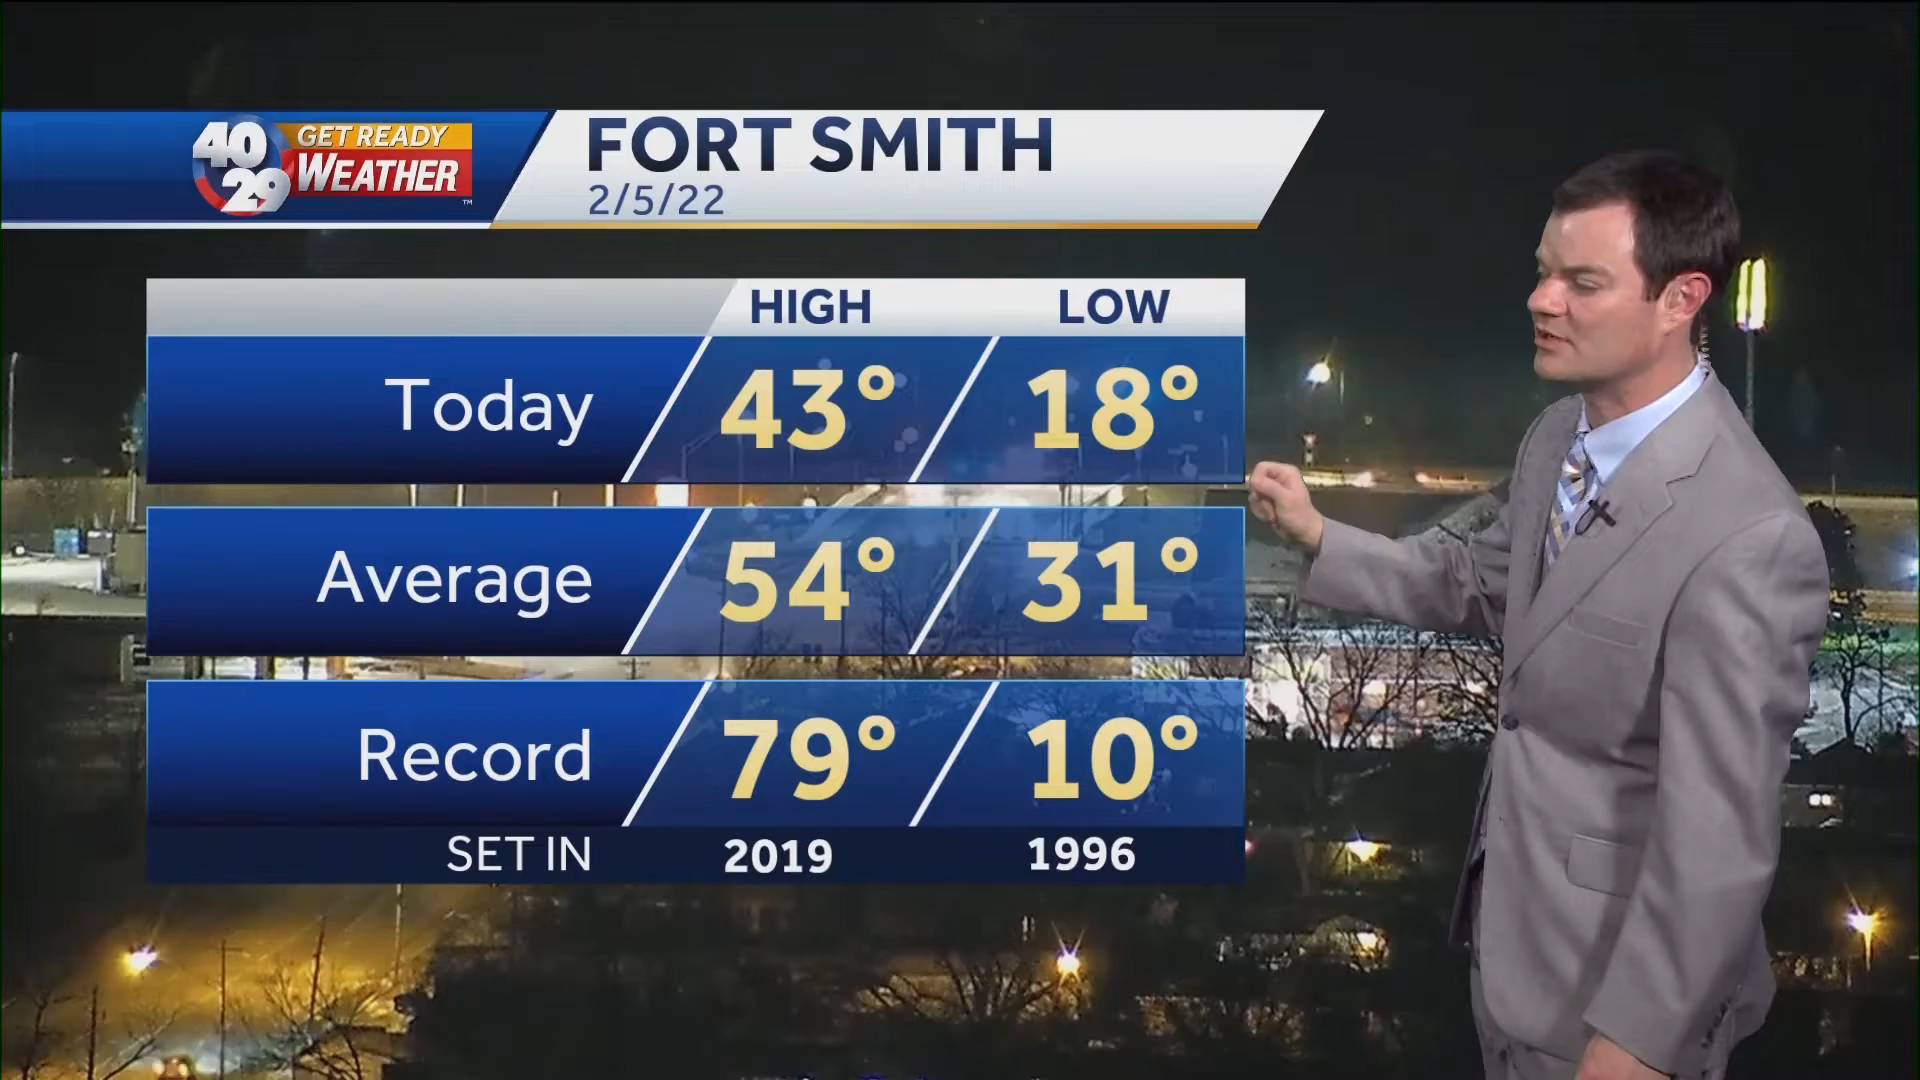 40
29
GET READY
WEATHER™
FORT SMITH
2/5/22
HIGH LOW
Today 43° 18°
Average 54° 31°
Record 79° 10°
SET IN 2019 1996